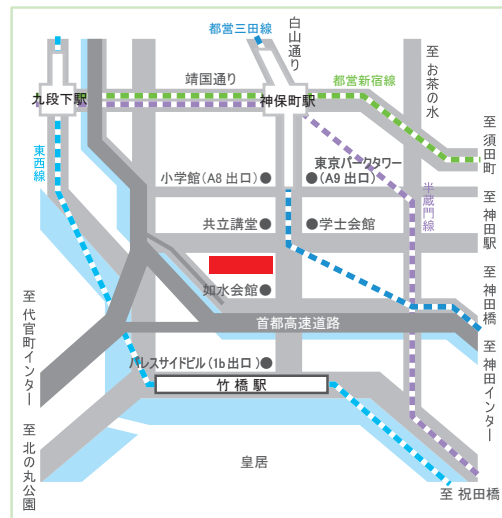 都営三田線
白山通り
靖国通り
都営新宿線
至 お茶の水
九段下駅
神保町駅
東西線
小学館（A8 出口）
東京パークタワー
（A9 出口）
半蔵門線
至 須田町
至 神田駅
共立講堂
学士会館
如水会館
至 神田橋
首都高速道路
至 神田インター
至 代官町インター
パレスサイドビル（1b 出口）
竹橋駅
至 北の丸公園
皇居
至 祝田橋